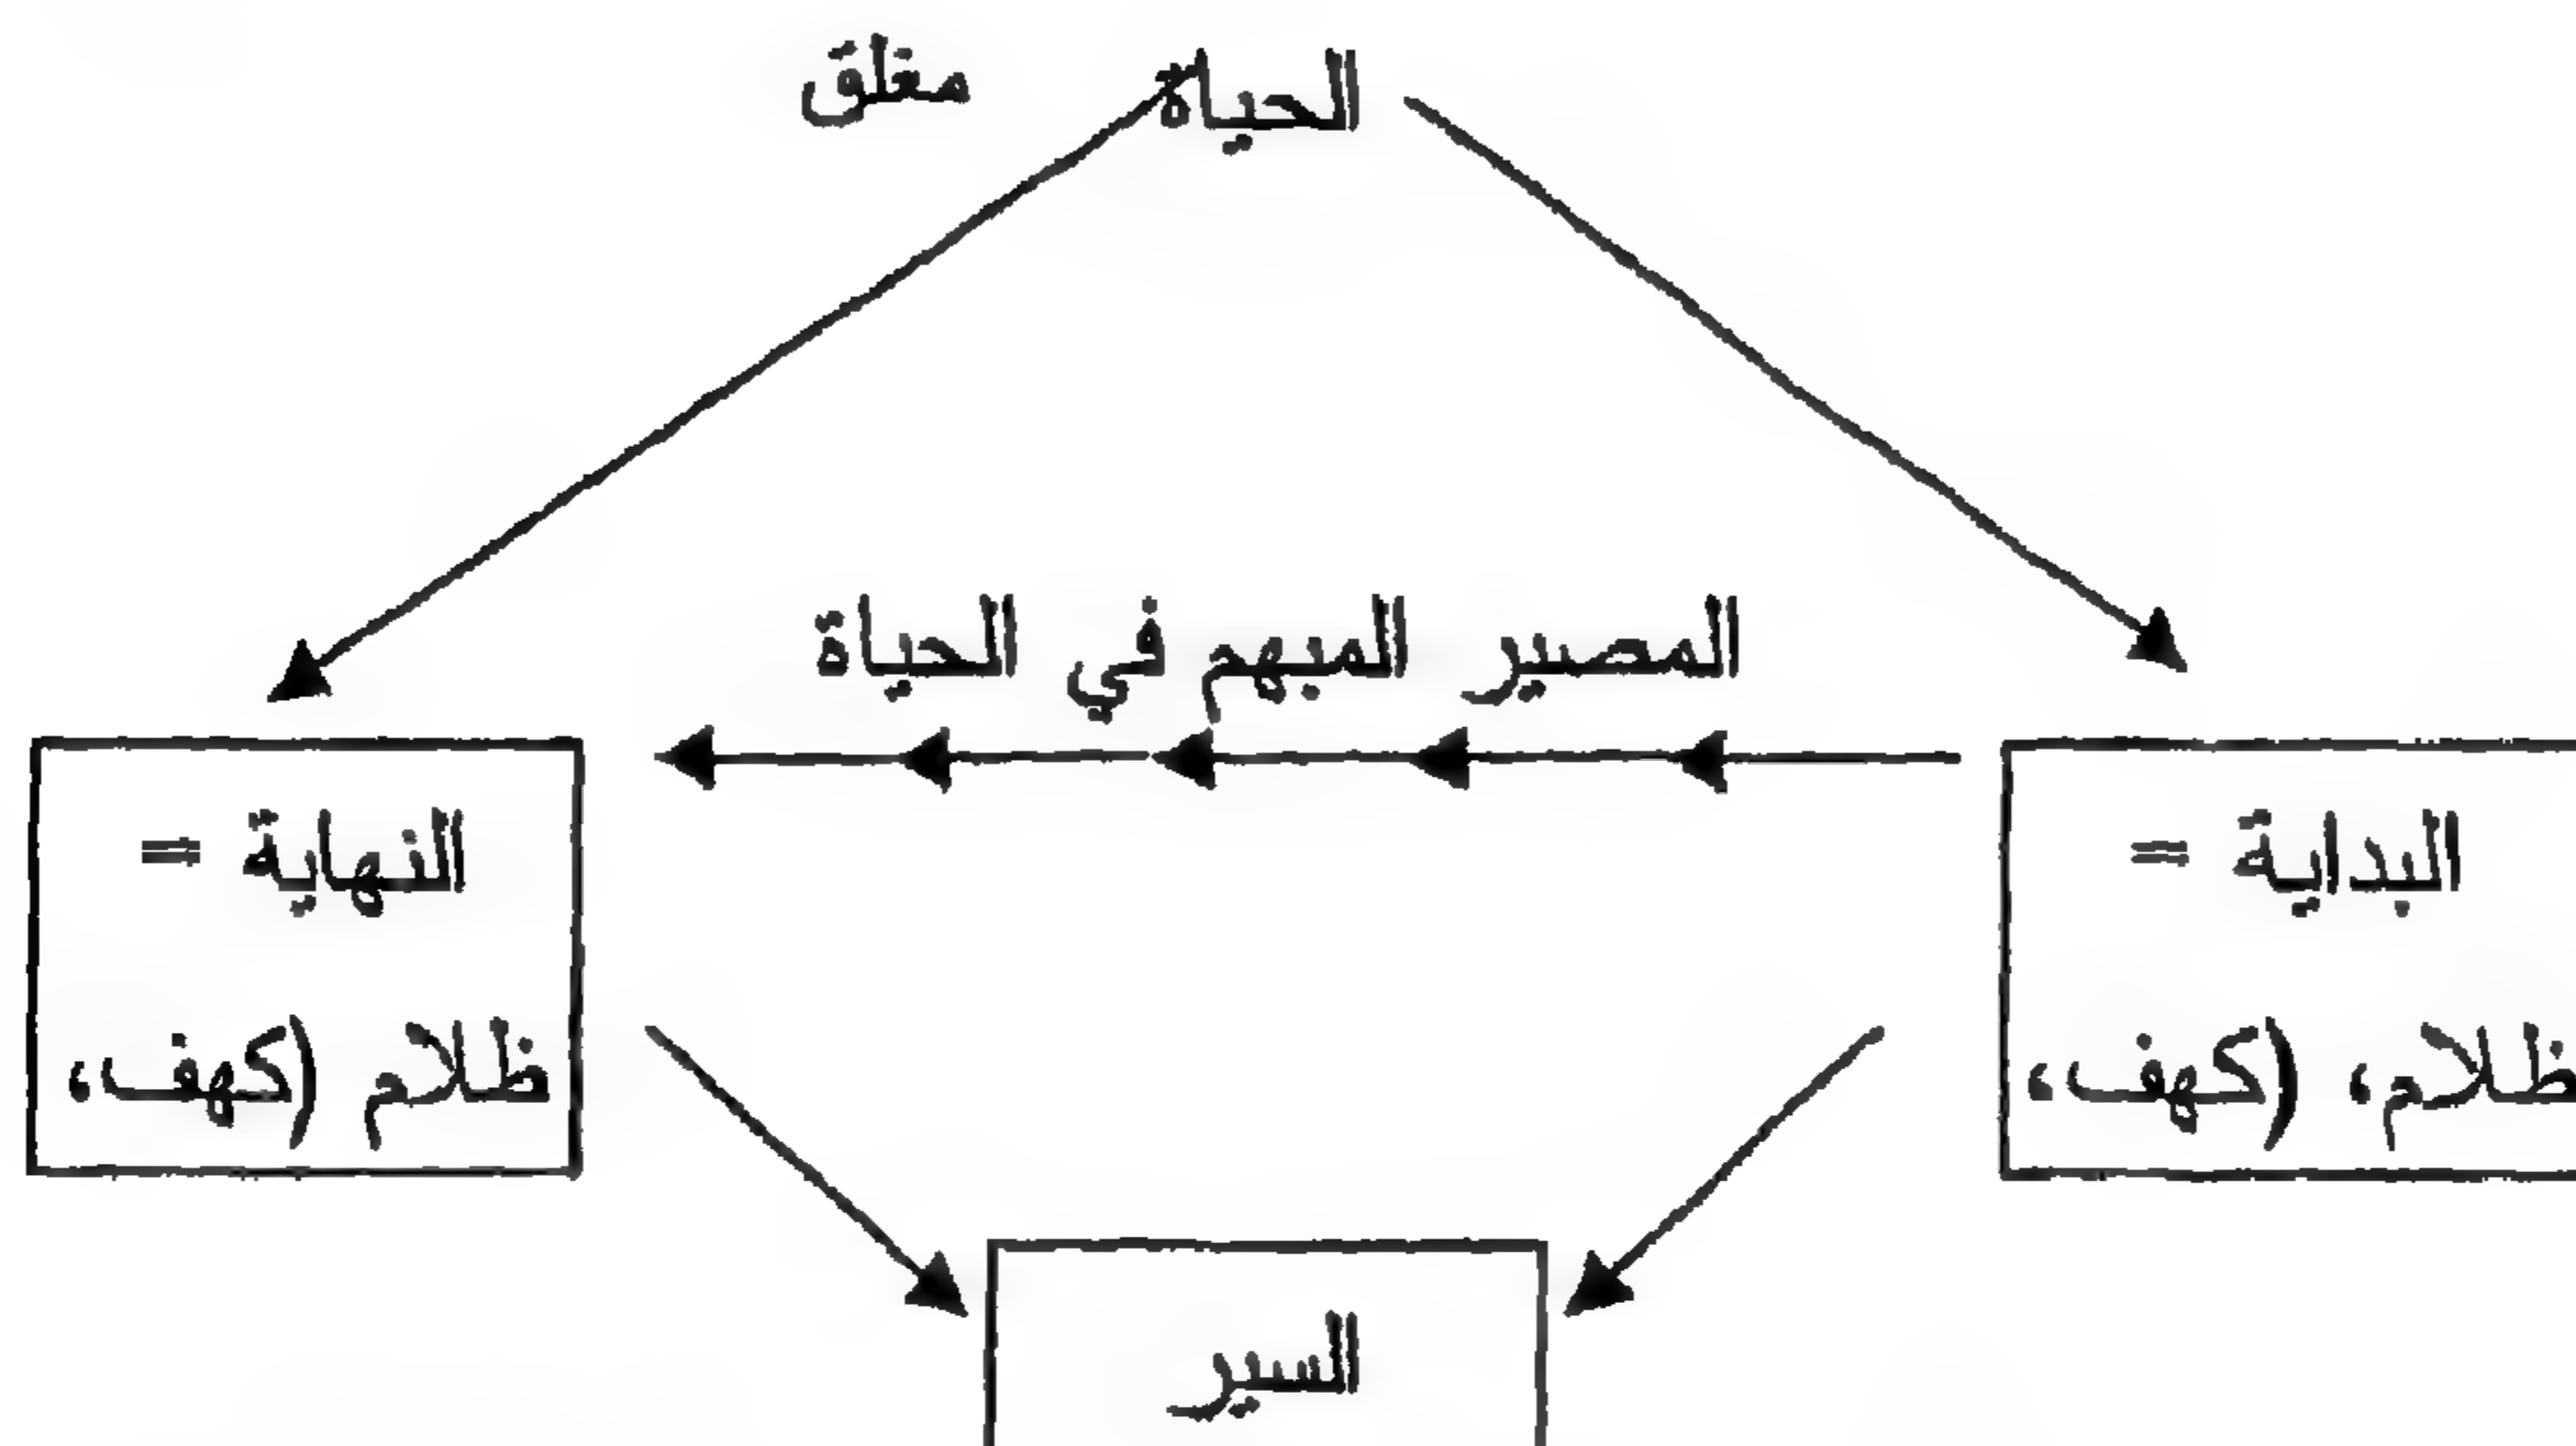 الحياة مغلق
المصير المبهم في الحياة
البداية =
ظلام، (كهف،
النهاية =
ظلام (كهف،
السير